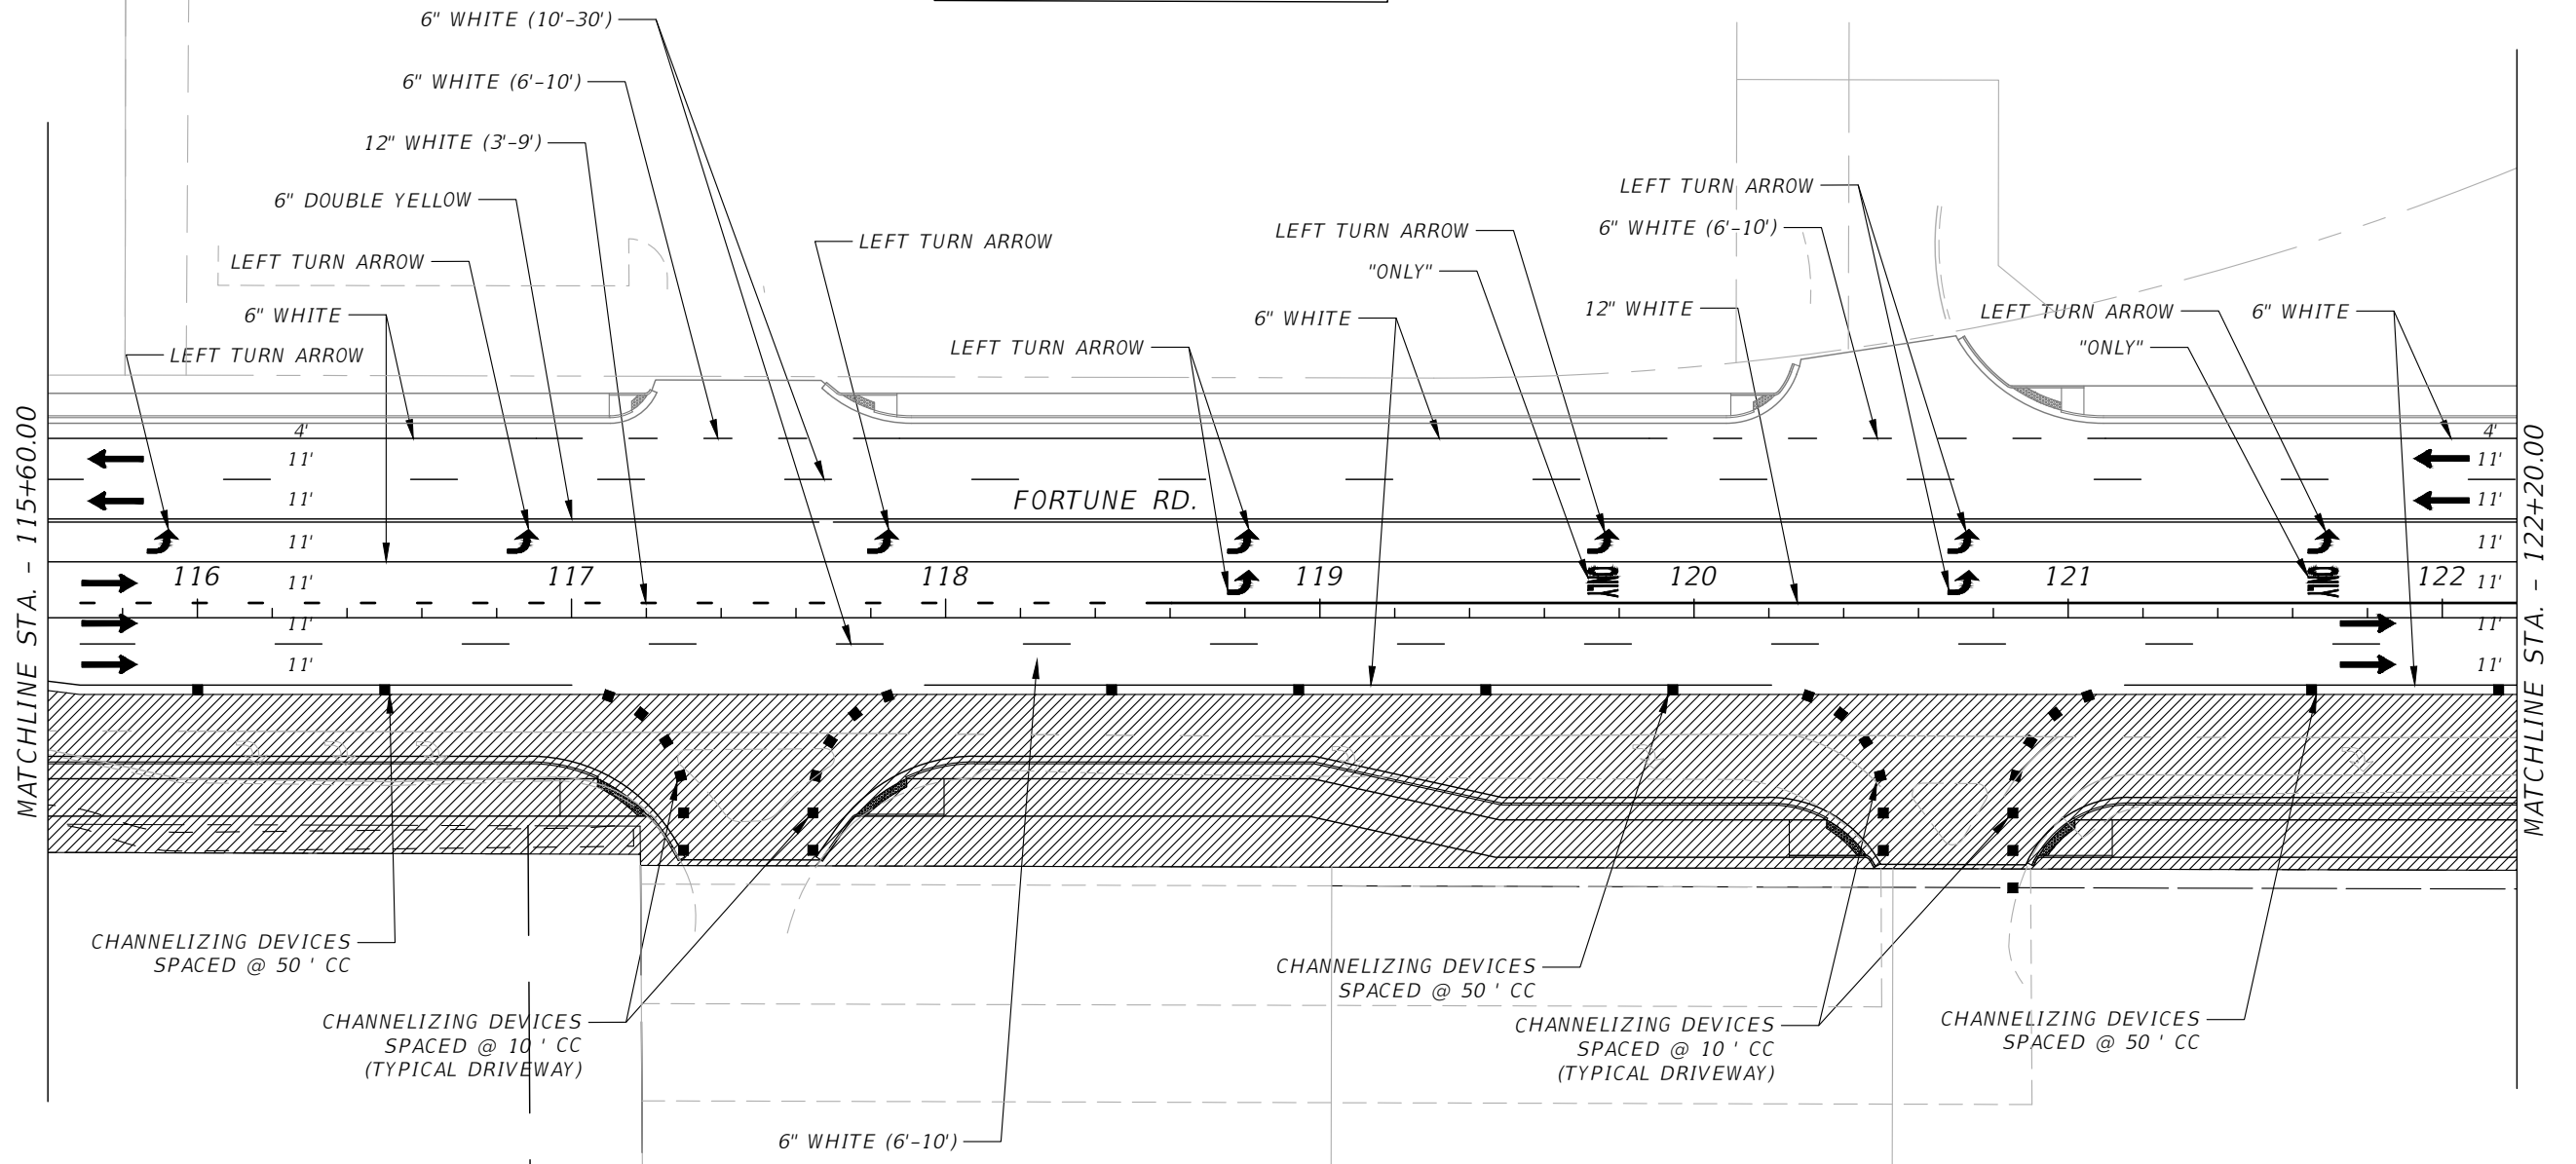 6" WHITE (10'-30')
6" WHITE (6'-10')
12" WHITE (3'-9')
6" DOUBLE YELLOW
LEFT TURN ARROW
6" WHITE
LEFT TURN ARROW
LEFT TURN ARROW
LEFT TURN ARROW
LEFT TURN ARROW
"ONLY"
6" WHITE
LEFT TURN ARROW
6" WHITE (6'-10')
12" WHITE
LEFT TURN ARROW
"ONLY"
6" WHITE
LEFT TURN ARROW
MATCHLINE STA. - 115+60.00
MATCHLINE STA. - 122+20.00
4'
11'
11'
11'
11'
11'
11'
FORTUNE RD.
4'
11'
11'
11'
11'
11'
11'
116
117
118
119
120
121
122
ONLY
ONLY
CHANNELIZING DEVICES
SPACED @ 50 ' CC
CHANNELIZING DEVICES
SPACED @ 10 ' CC
(TYPICAL DRIVEWAY)
6" WHITE (6'-10')
CHANNELIZING DEVICES
SPACED @ 50 ' CC
CHANNELIZING DEVICES
SPACED @ 10 ' CC
(TYPICAL DRIVEWAY)
CHANNELIZING DEVICES
SPACED @ 50 ' CC